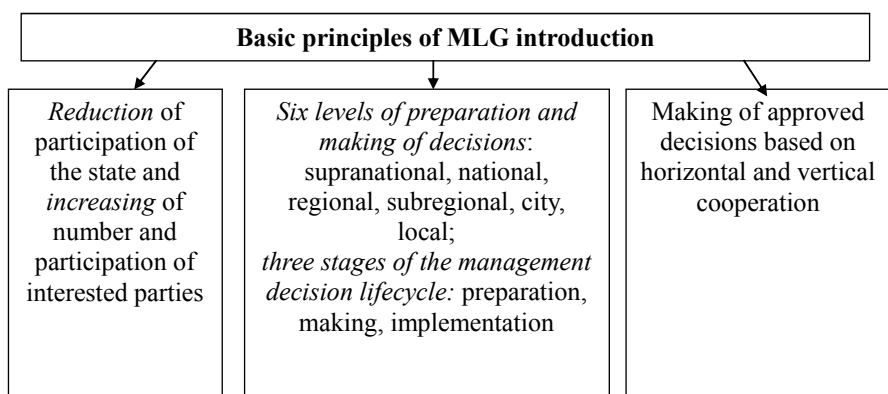 Basic principles of MLG introduction
Reduction of
participation of
the state and
increasing of
number and
participation of
interested parties
Six levels of preparation and
making of decisions:
supranational, national,
regional, subregional, city,
local;
three stages of the management
decision lifecycle: preparation,
making, implementation
Making of approved
decisions based on
horizontal and vertical
cooperation